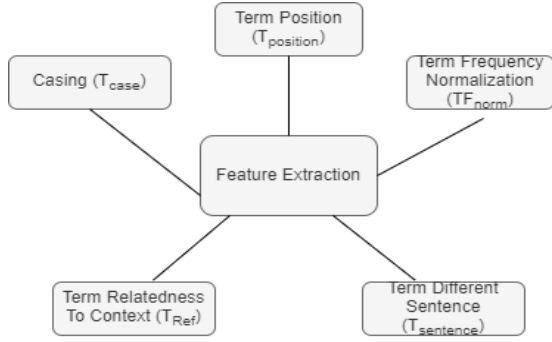 Term Position
(T_position)
Casing (T_case)
Term Frequency
Normalization
(TF_norm)
Feature Extraction
Term Relatedness
To Context (T_Ref)
Term Different
Sentence
(T_sentence)